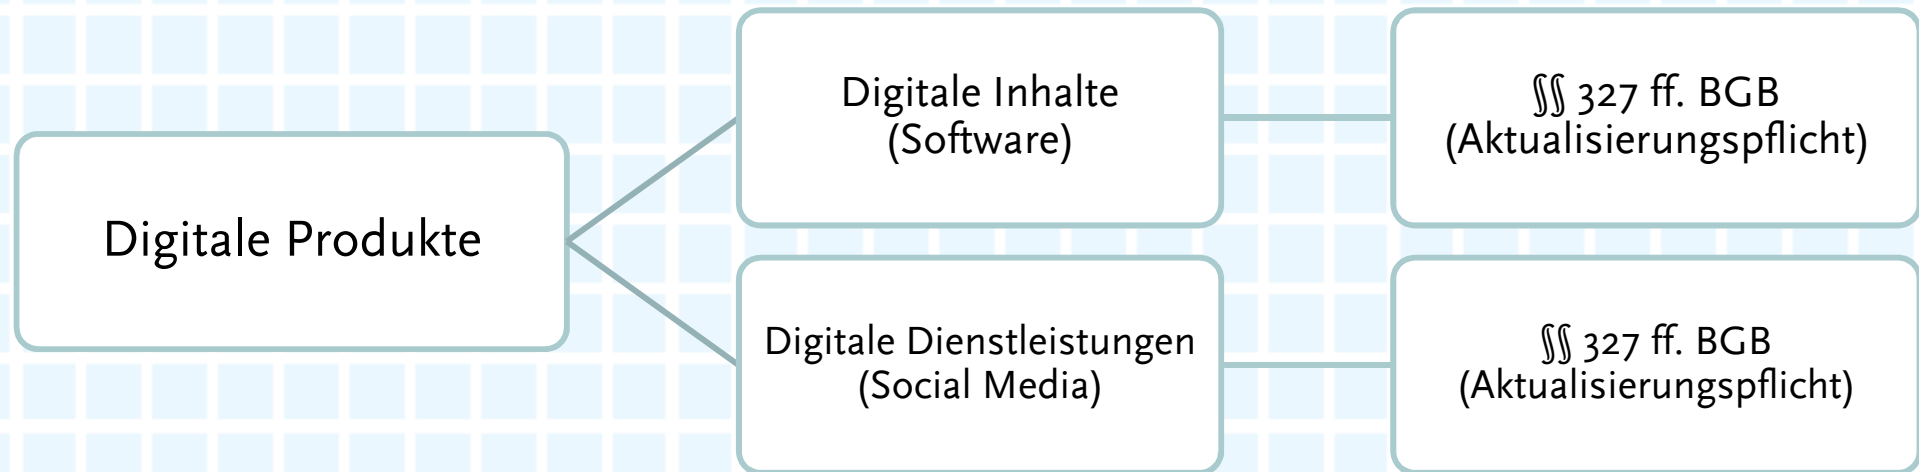 Digitale Produkte
Digitale Inhalte
(Software)
§§ 327 ff. BGB
(Aktualisierungspflicht)
Digitale Dienstleistungen
(Social Media)
§§ 327 ff. BGB
(Aktualisierungspflicht)